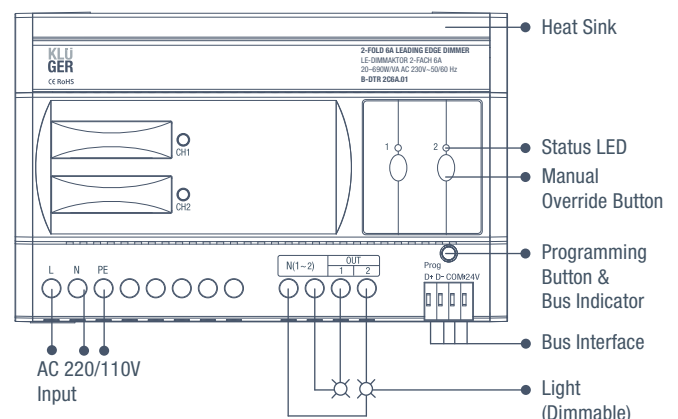 Heat Sink
KLÜ
GER
CE RoHS
2-FOLD 6A LEADING EDGE DIMMER
LE-DIMMAKTOR 2-FACH 6A
20~690W/VA AC 230V~50/60 Hz
B-DTR 2C6A.01
CH1
CH2
1
2
Status LED
Manual
Override Button
Programming
Button &
Bus Indicator
Prog
D+ D- COM+24V
L N PE
N(1~2)
OUT
1 2
Bus Interface
AC 220/110V
Input
Light
(Dimmable)